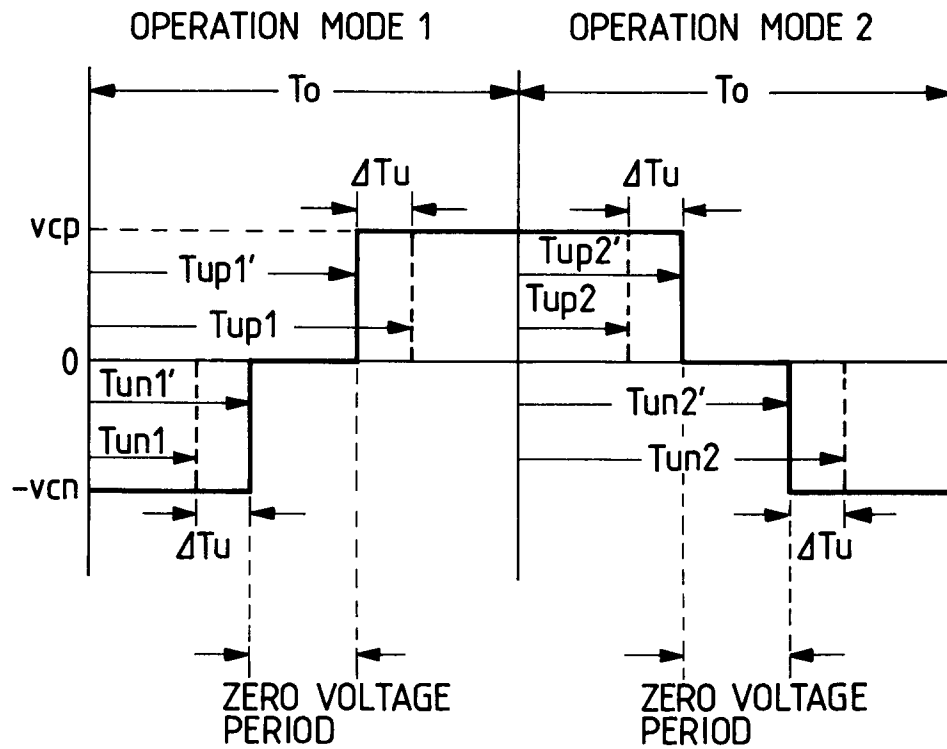 OPERATION MODE 1
OPERATION MODE 2
To
To
ΔTu
ΔTu
vcp
Tup1'
Tup2'
Tup1
Tup2
0
Tun1'
Tun2'
Tun1
Tun2
-vcn
ΔTu
ΔTu
ZERO VOLTAGE
PERIOD
ZERO VOLTAGE
PERIOD